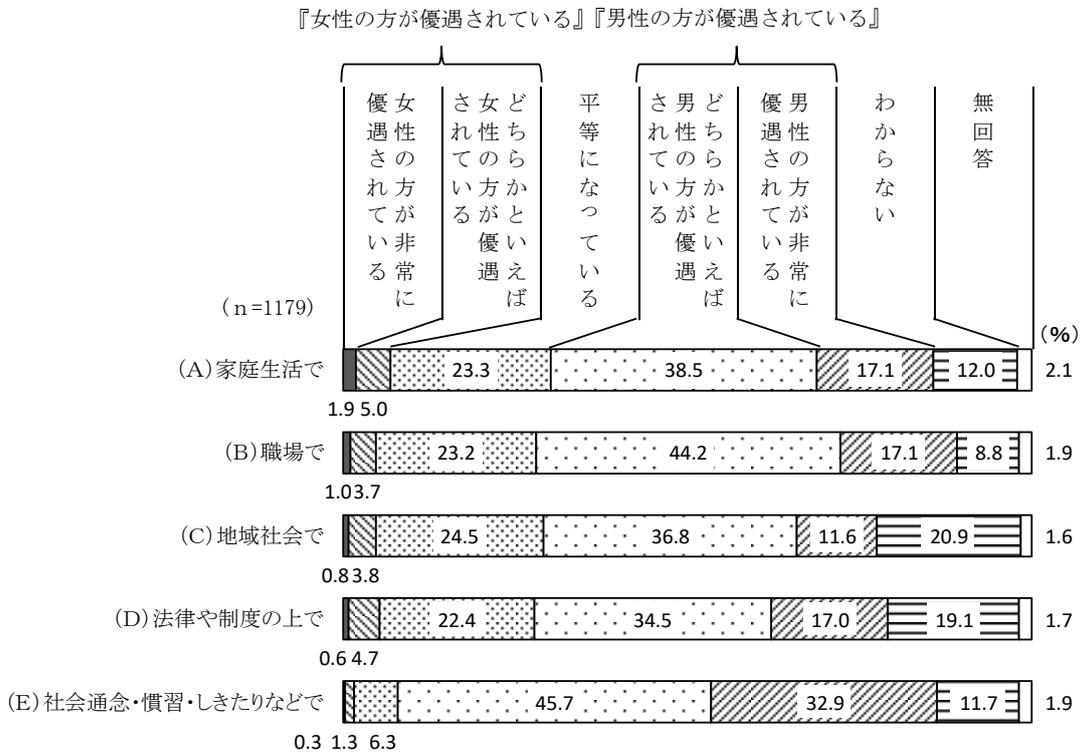 『女性の方が優遇されている』『男性の方が優遇されている』
女性の方が非常に
優遇されている
どちらかといえば
女性の方が優遇
されている
平等になっている
どちらかといえば
男性の方が優遇
されている
男性の方が非常に
優遇されている
わからない
無回答
(n=1179)
(%)
(A)家庭生活で 23.3 38.5 17.1 12.0 2.1
1.9 5.0
(B)職場で 23.2 44.2 17.1 8.8 1.9
1.0 3.7
(C)地域社会で 24.5 36.8 11.6 20.9 1.6
0.8 3.8
(D)法律や制度の上で 22.4 34.5 17.0 19.1 1.7
0.6 4.7
(E)社会通念・慣習・しきたりなどで 45.7 32.9 11.7 1.9
0.3 1.3 6.3